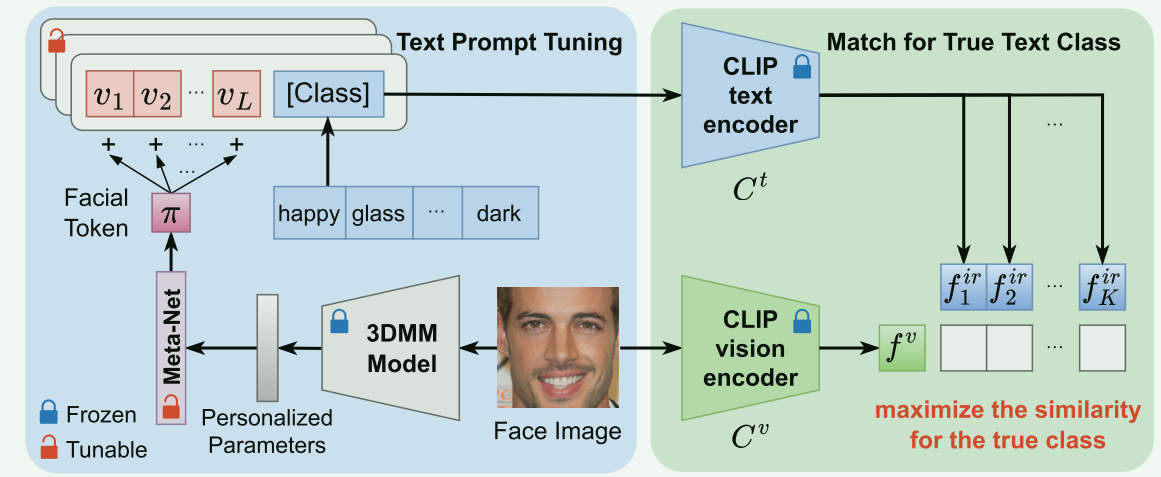 Text Prompt Tuning
v_1 v_2 ... v_L [Class]
+ + ... +
...
Facial
Token
π
happy glass ... dark
Meta-Net
3DMM
Model
Personalized
Parameters
Face Image
Frozen
Tunable
Match for True Text Class
CLIP
text
encoder
C^t
...
f_1^{ir} f_2^{ir} ... f_K^{ir}
CLIP
vision
encoder
C^v
f^v
...
maximize the similarity
for the true class